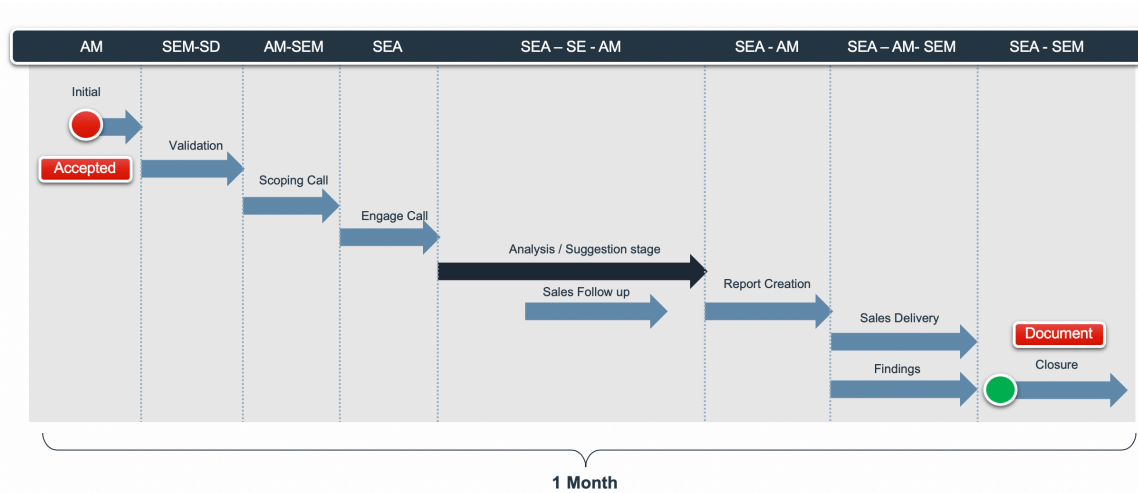 AM
SEM-SD
AM-SEM
SEA
SEA – SE - AM
SEA - AM
SEA – AM- SEM
SEA - SEM
Initial
Accepted
Validation
Scoping Call
Engage Call
Analysis / Suggestion stage
Sales Follow up
Report Creation
Sales Delivery
Findings
Document
Closure
1 Month